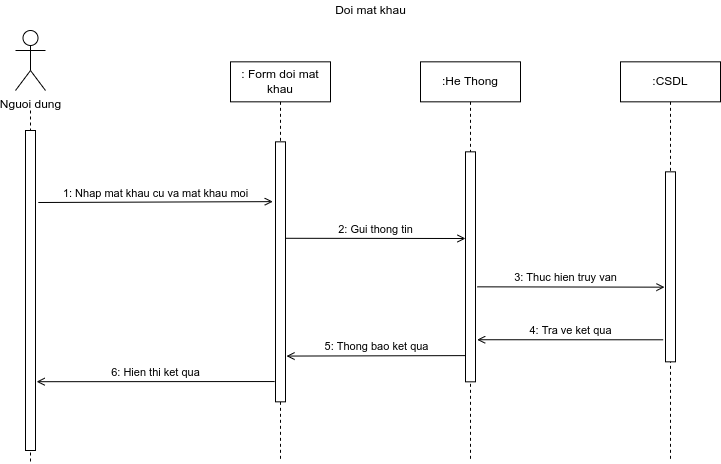 Doi mat khau
: Form doi mat
khau
:He Thong
:CSDL
Nguoi dung
1: Nhap mat khau cu va mat khau moi
2: Gui thong tin
3: Thuc hien truy van
4: Tra ve ket qua
5: Thong bao ket qua
6: Hien thi ket qua